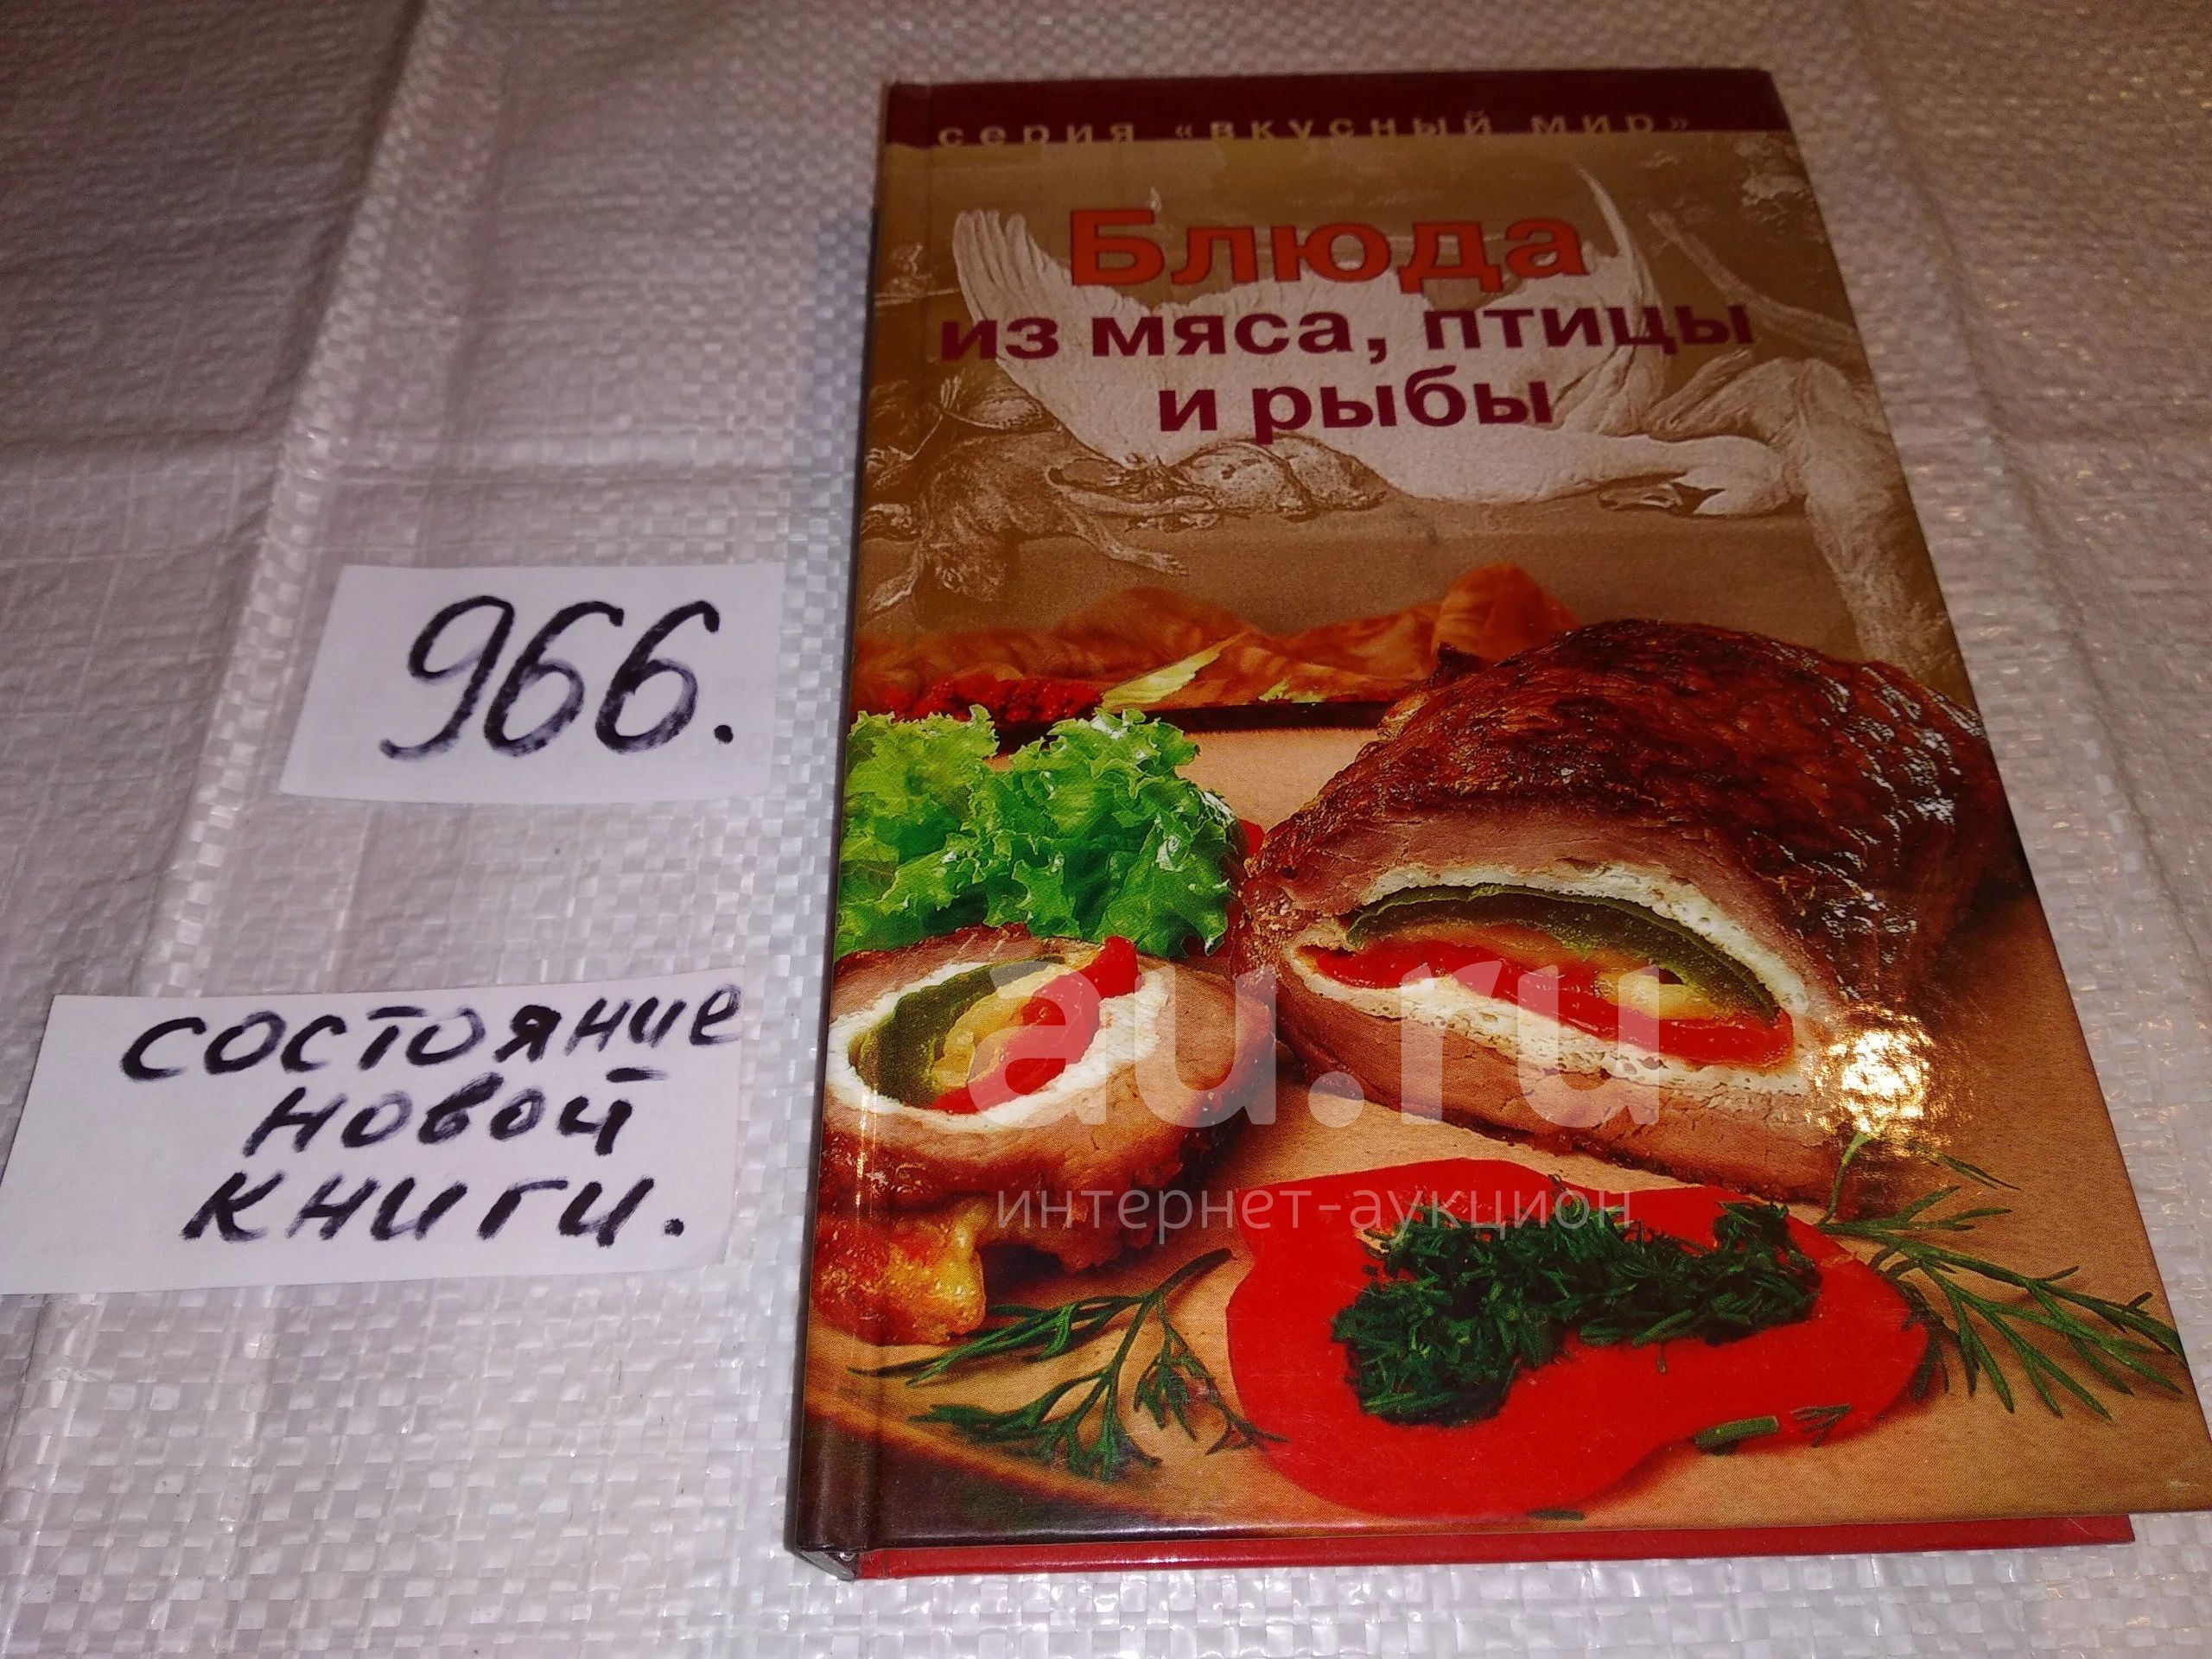 серия «вкусный мир»
Блюда
из мяса, птицы
и рыбы
966.
состояние
новой
книги.
au.ru
интернет-аукцион